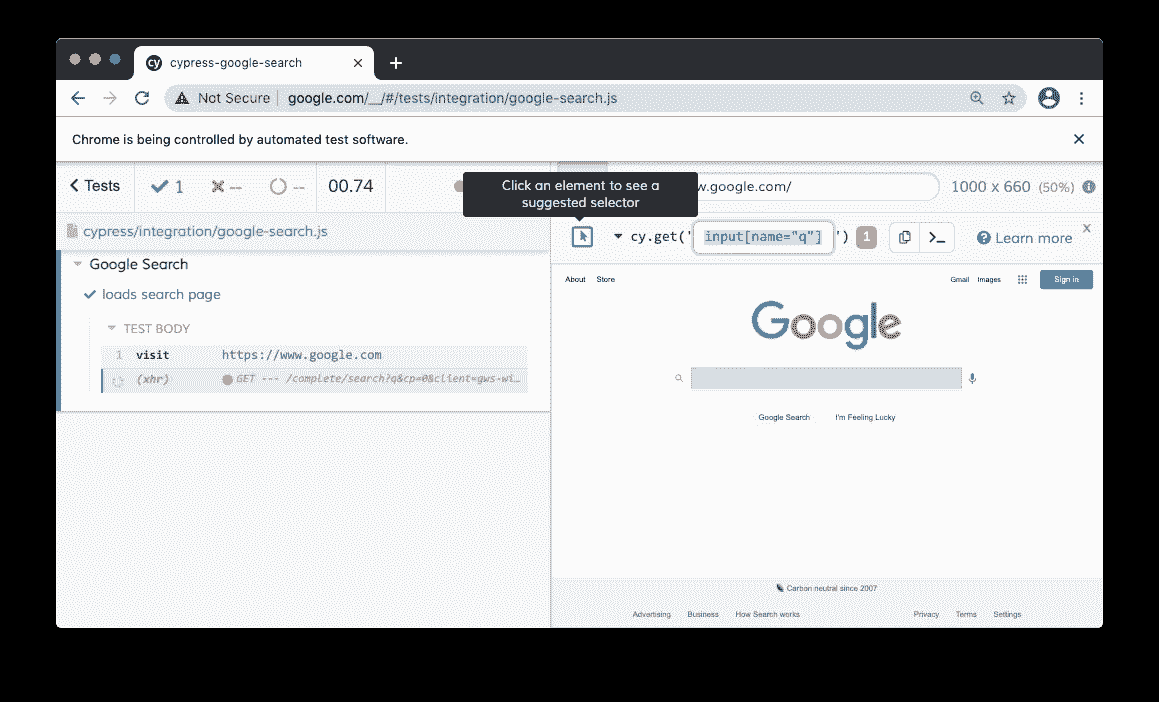 cy cypress-google-search
Not Secure google.com/__/#/tests/integration/google-search.js
Chrome is being controlled by automated test software.
Tests 1 -- -- 00.74
Click an element to see a
suggested selector
w.google.com/ 1000 x 660 (50%)
cypress/integration/google-search.js
cy.get(' input[name="q"] ') 1 >_ ? Learn more x
Google Search
loads search page
TEST BODY
1 visit https://www.google.com
(xhr) GET --- /complete/search?q&cp=0&client=gws-wi…
About Store Gmail Images Sign in
Google
Google Search I'm Feeling Lucky
Carbon neutral since 2007
Advertising Business How Search works Privacy Terms Settings